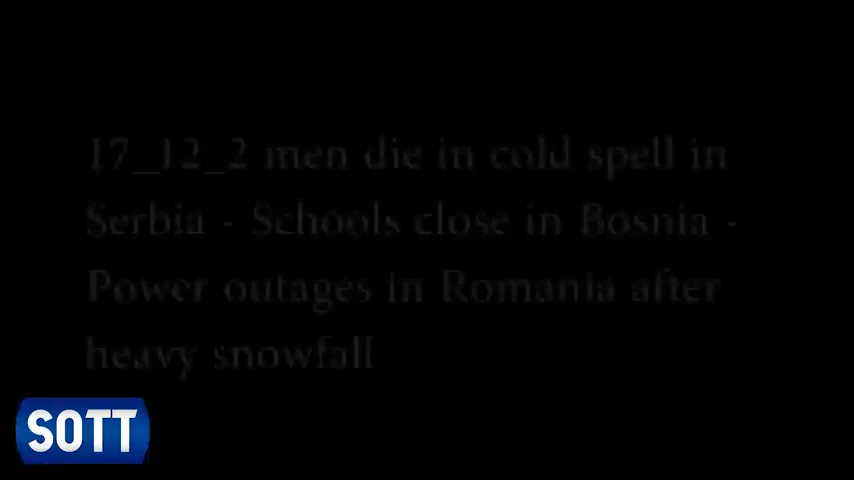 17_12_2 men die in cold spell in
Serbia - Schools close in Bosnia -
Power outages in Romania after
heavy snowfall
SOTT